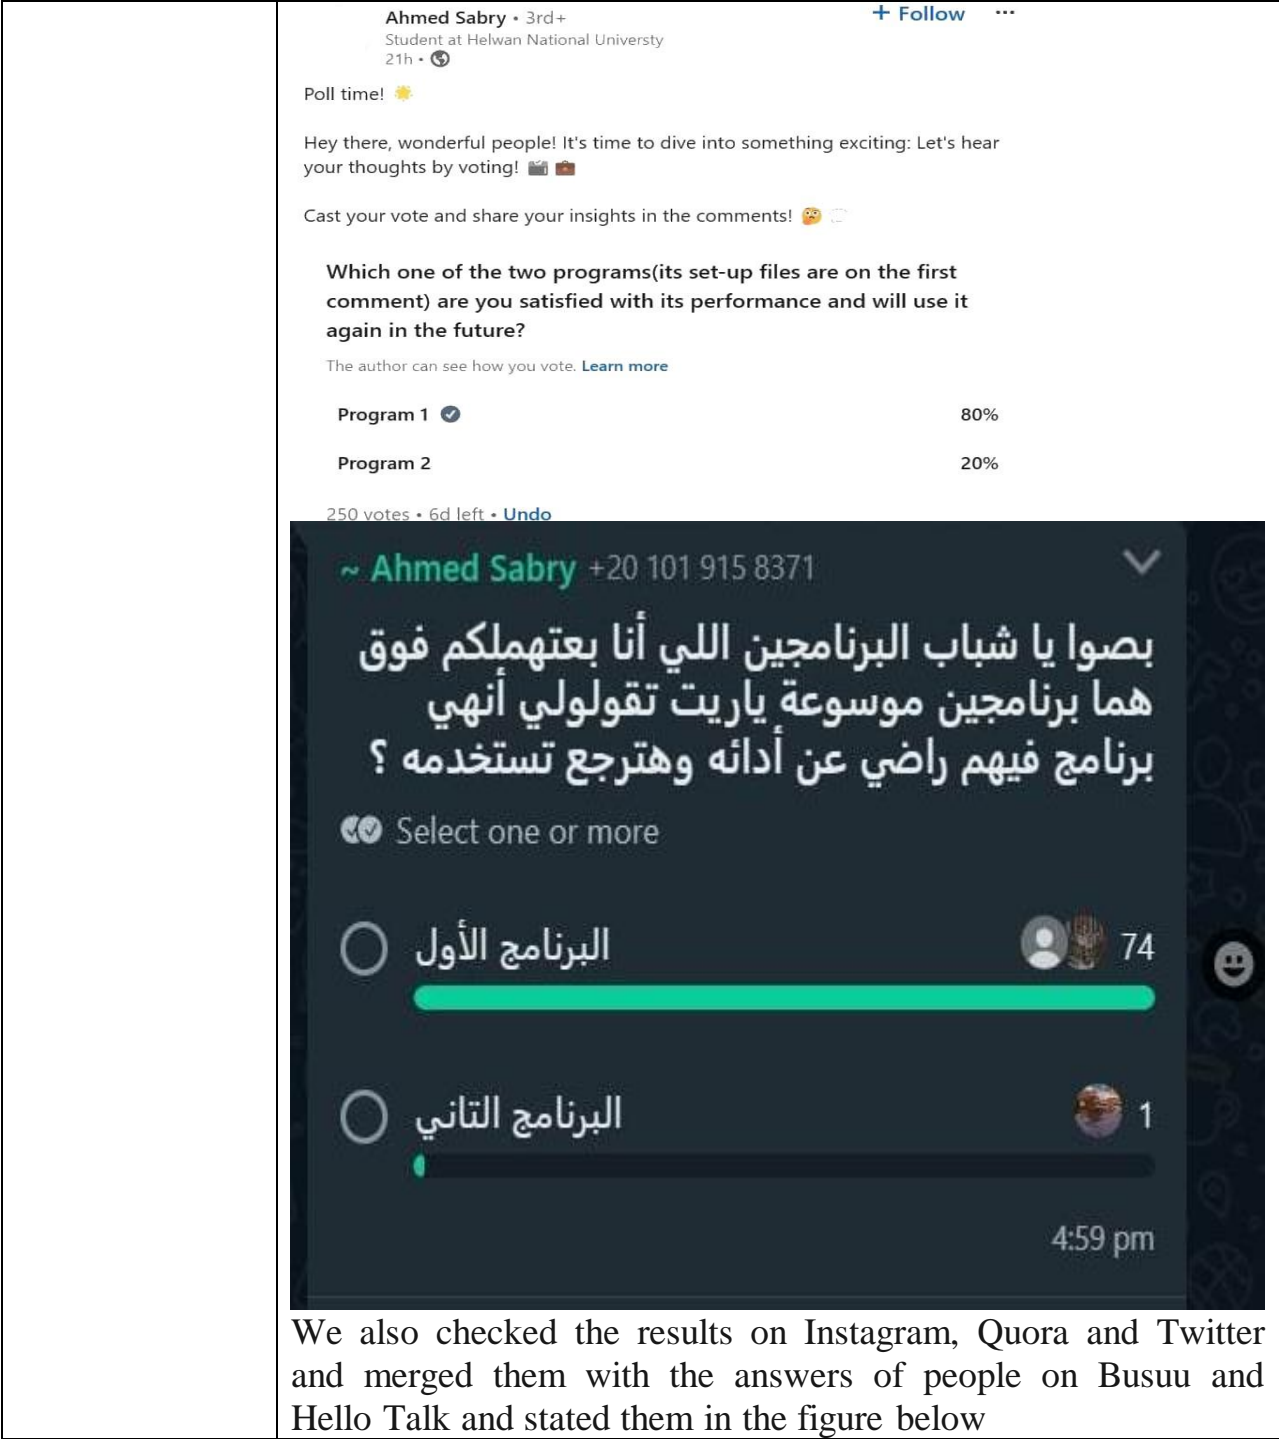 Ahmed Sabry • 3rd+
+ Follow ...
Student at Helwan National Universty
21h •
Poll time! 🌟
Hey there, wonderful people! It's time to dive into something exciting: Let's hear
your thoughts by voting! 🗳️ 💼
Cast your vote and share your insights in the comments! 🤔
Which one of the two programs(its set-up files are on the first
comment) are you satisfied with its performance and will use it
again in the future?
The author can see how you vote. Learn more
Program 1 80%
Program 2 20%
250 votes • 6d left • Undo
~ Ahmed Sabry +20 101 915 8371
بصوا يا شباب البرنامجين اللي أنا بعتهملكم فوق
هما برنامجين موسوعة ياريت تقولولي أنهي
برنامج فيهم راضي عن أدائه وهترجع تستخدمه ؟
Select one or more
البرنامج الأول 74
البرنامج التاني 1
4:59 pm
We also checked the results on Instagram, Quora and Twitter
and merged them with the answers of people on Busuu and
Hello Talk and stated them in the figure below